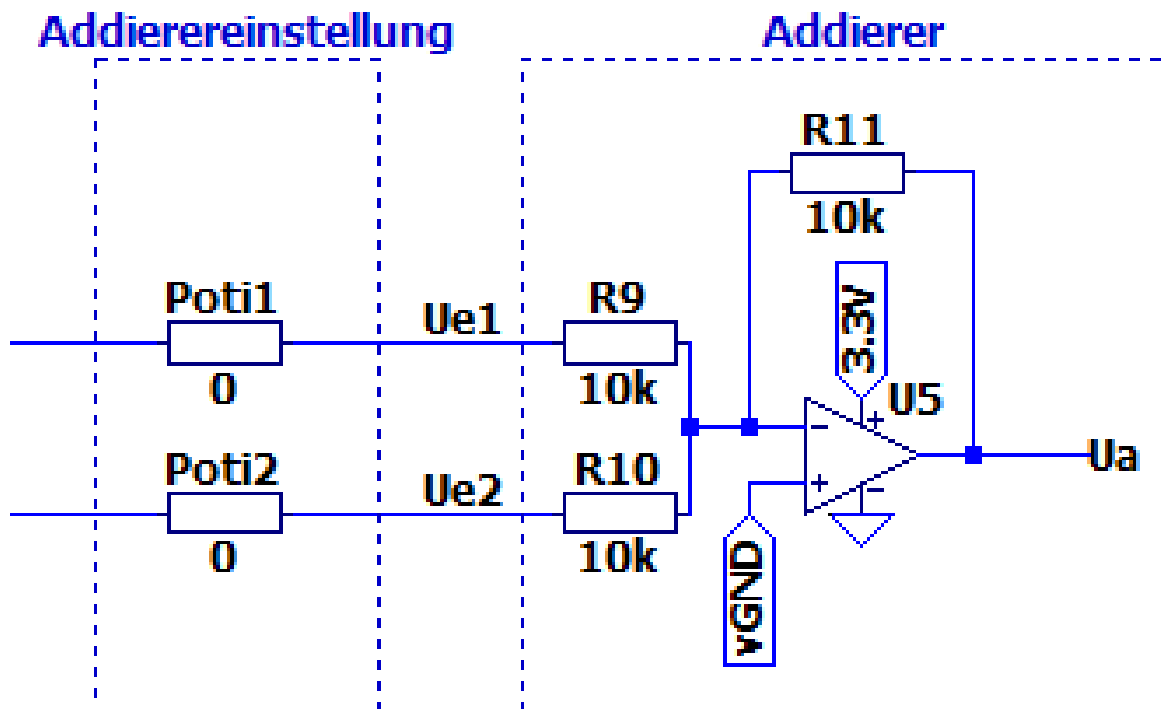 Addierereinstellung
Addierer
R11
10k
Poti1
0
Ue1
R9
10k
3.3V
U5
Poti2
0
Ue2
R10
10k
Ua
vGND